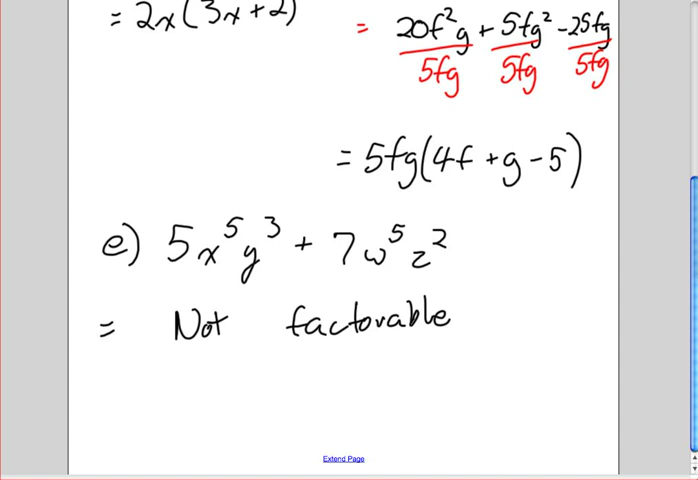 = 2x(3x+2)
= 20f²g + 5fg² - 25fg
5fg 5fg 5fg
= 5fg(4f + g - 5)
e) 5x⁵y³ + 7w⁵z²
= Not factorable
Extend Page